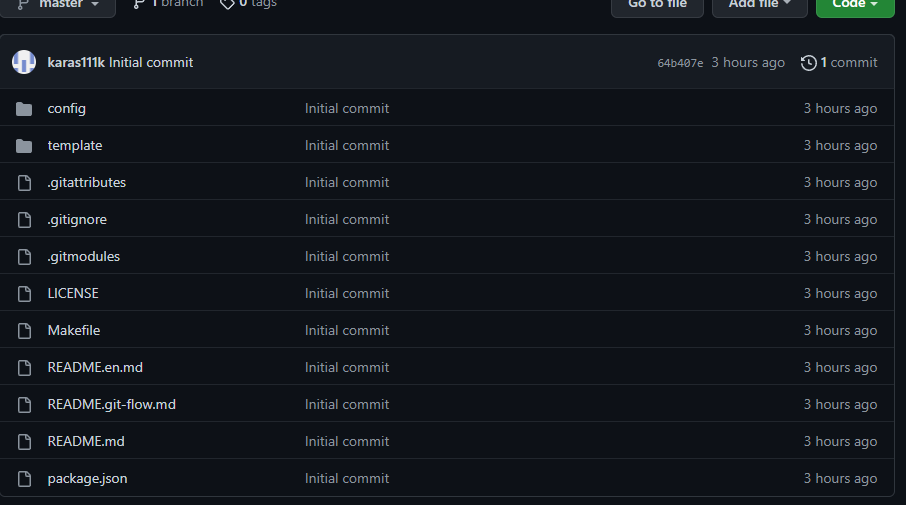 master 1 branch 0 tags Go to file Add file Code
karas111k Initial commit 64b407e 3 hours ago 1 commit
config Initial commit 3 hours ago
template Initial commit 3 hours ago
.gitattributes Initial commit 3 hours ago
.gitignore Initial commit 3 hours ago
.gitmodules Initial commit 3 hours ago
LICENSE Initial commit 3 hours ago
Makefile Initial commit 3 hours ago
README.en.md Initial commit 3 hours ago
README.git-flow.md Initial commit 3 hours ago
README.md Initial commit 3 hours ago
package.json Initial commit 3 hours ago